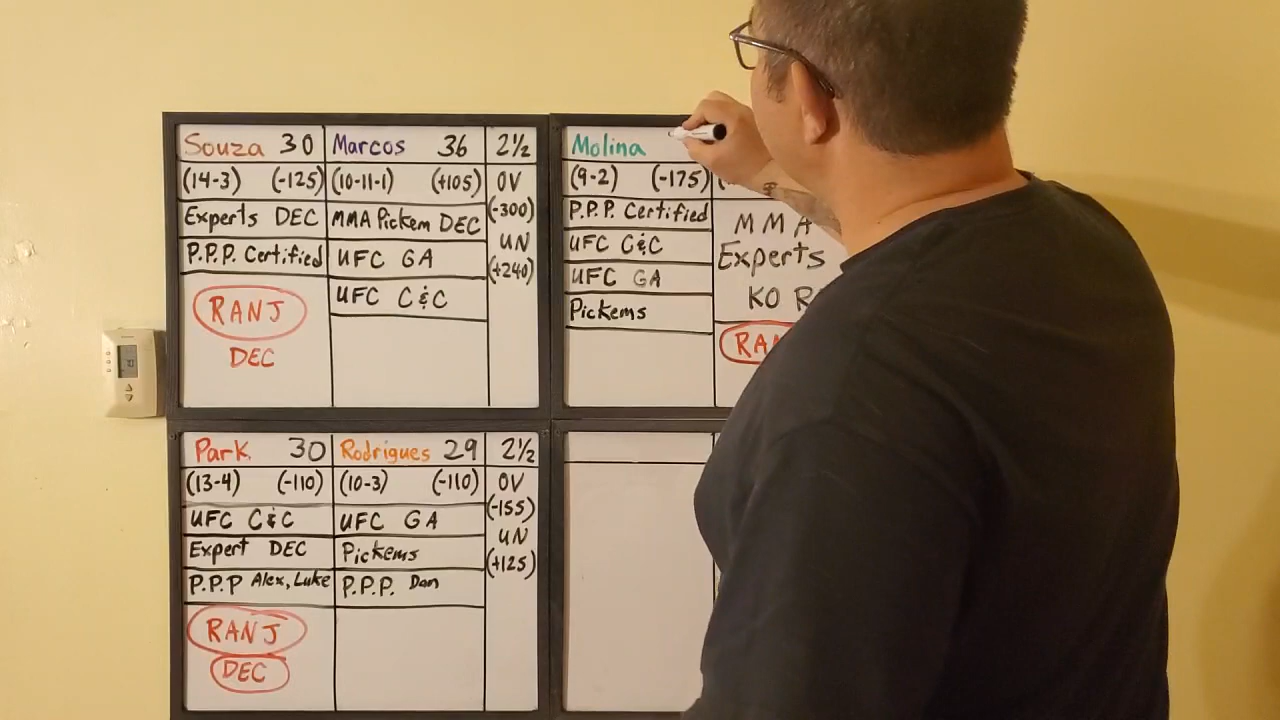 Souza 30 Marcos 36 2½
(14-3) (-125) (10-11-1) (+105) OV
(-300)
Experts DEC MMA Pickem DEC
UN
P.P.P. Certified UFC GA
(+240)
RANJ UFC C&C
DEC
Molina
(9-2) (-175)
P.P.P. Certified
UFC C&C
UFC GA
Pickems
MMA
Experts
KO
Park 30 Rodrigues 29 2½
(13-4) (-110) (10-3) (-110) OV
(-155)
UFC C&C UFC GA
UN
Expert DEC Pickems
(+125)
P.P.P Alex, Luke P.P.P. Dan
RANJ
DEC